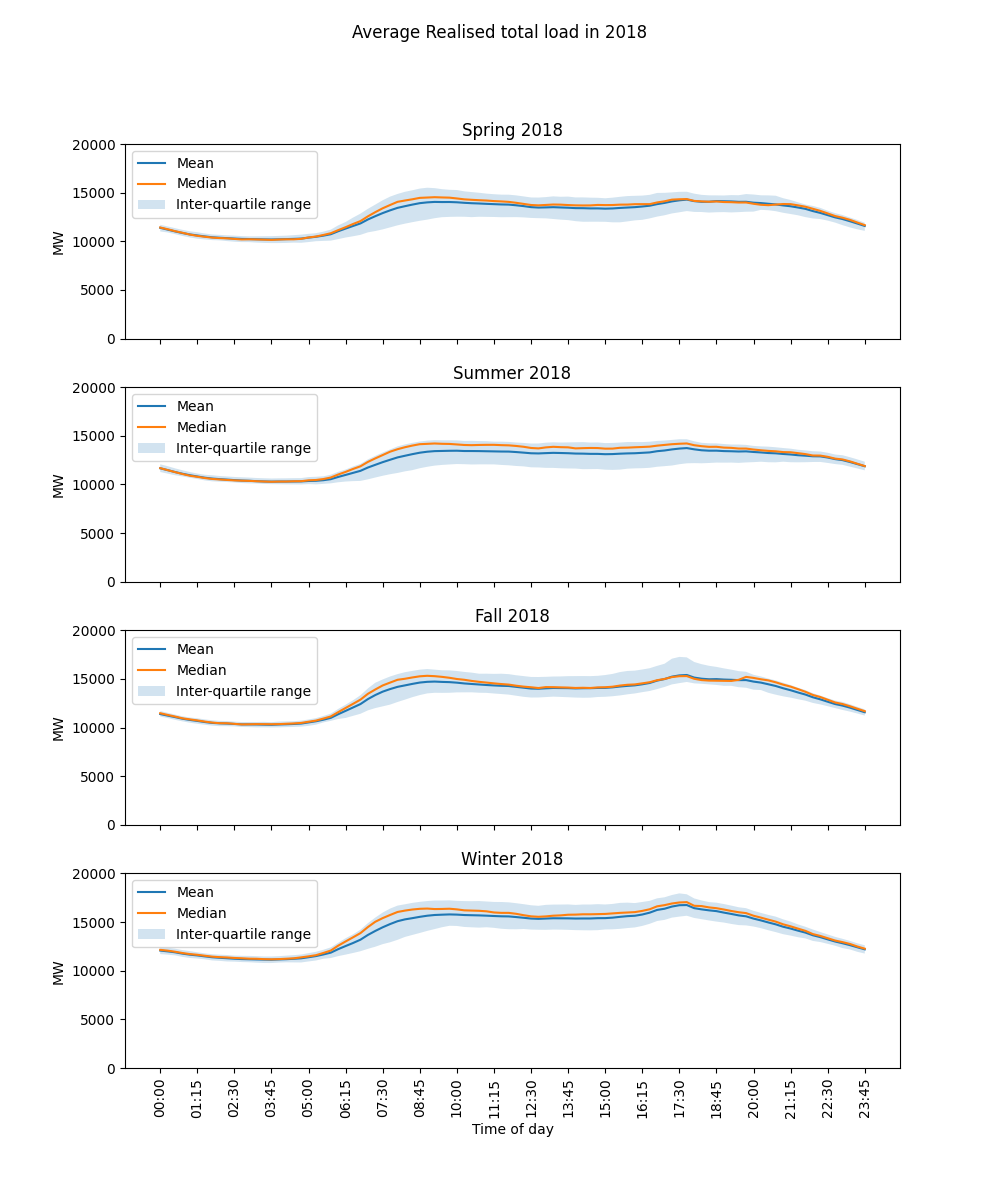 Average Realised total load in 2018
Spring 2018
20000
15000
10000
5000
0
MW
Mean
Median
Inter-quartile range
Summer 2018
20000
15000
10000
5000
0
MW
Mean
Median
Inter-quartile range
Fall 2018
20000
15000
10000
5000
0
MW
Mean
Median
Inter-quartile range
Winter 2018
20000
15000
10000
5000
0
MW
Mean
Median
Inter-quartile range
00:00
01:15
02:30
03:45
05:00
06:15
07:30
08:45
10:00
11:15
12:30
13:45
15:00
16:15
17:30
18:45
20:00
21:15
22:30
23:45
Time of day